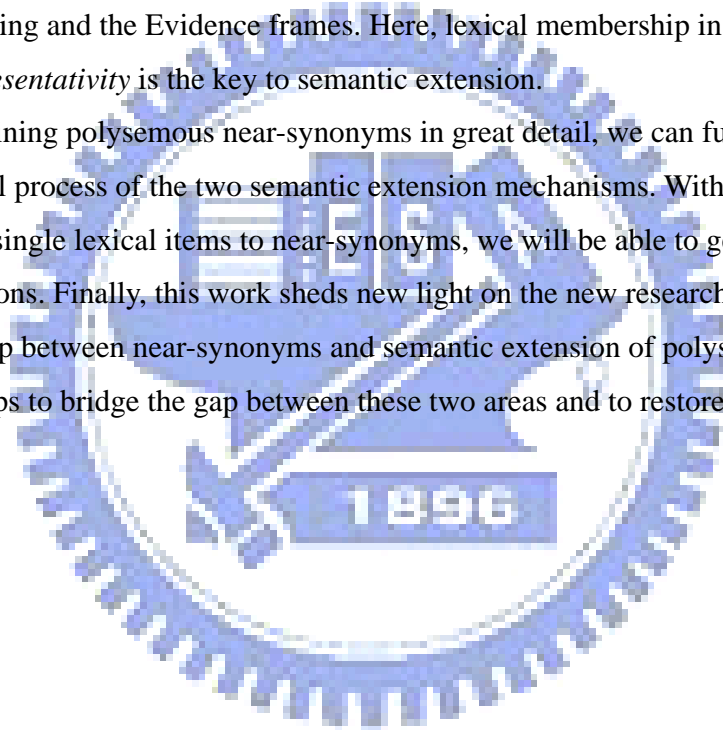 ing and the Evidence frames. Here, lexical membership in
esentativity is the key to semantic extension.
ining polysemous near-synonyms in great detail, we can fu
l process of the two semantic extension mechanisms. With
single lexical items to near-synonyms, we will be able to g
ons. Finally, this work sheds new light on the new research
p between near-synonyms and semantic extension of polys
ps to bridge the gap between these two areas and to restore
1896